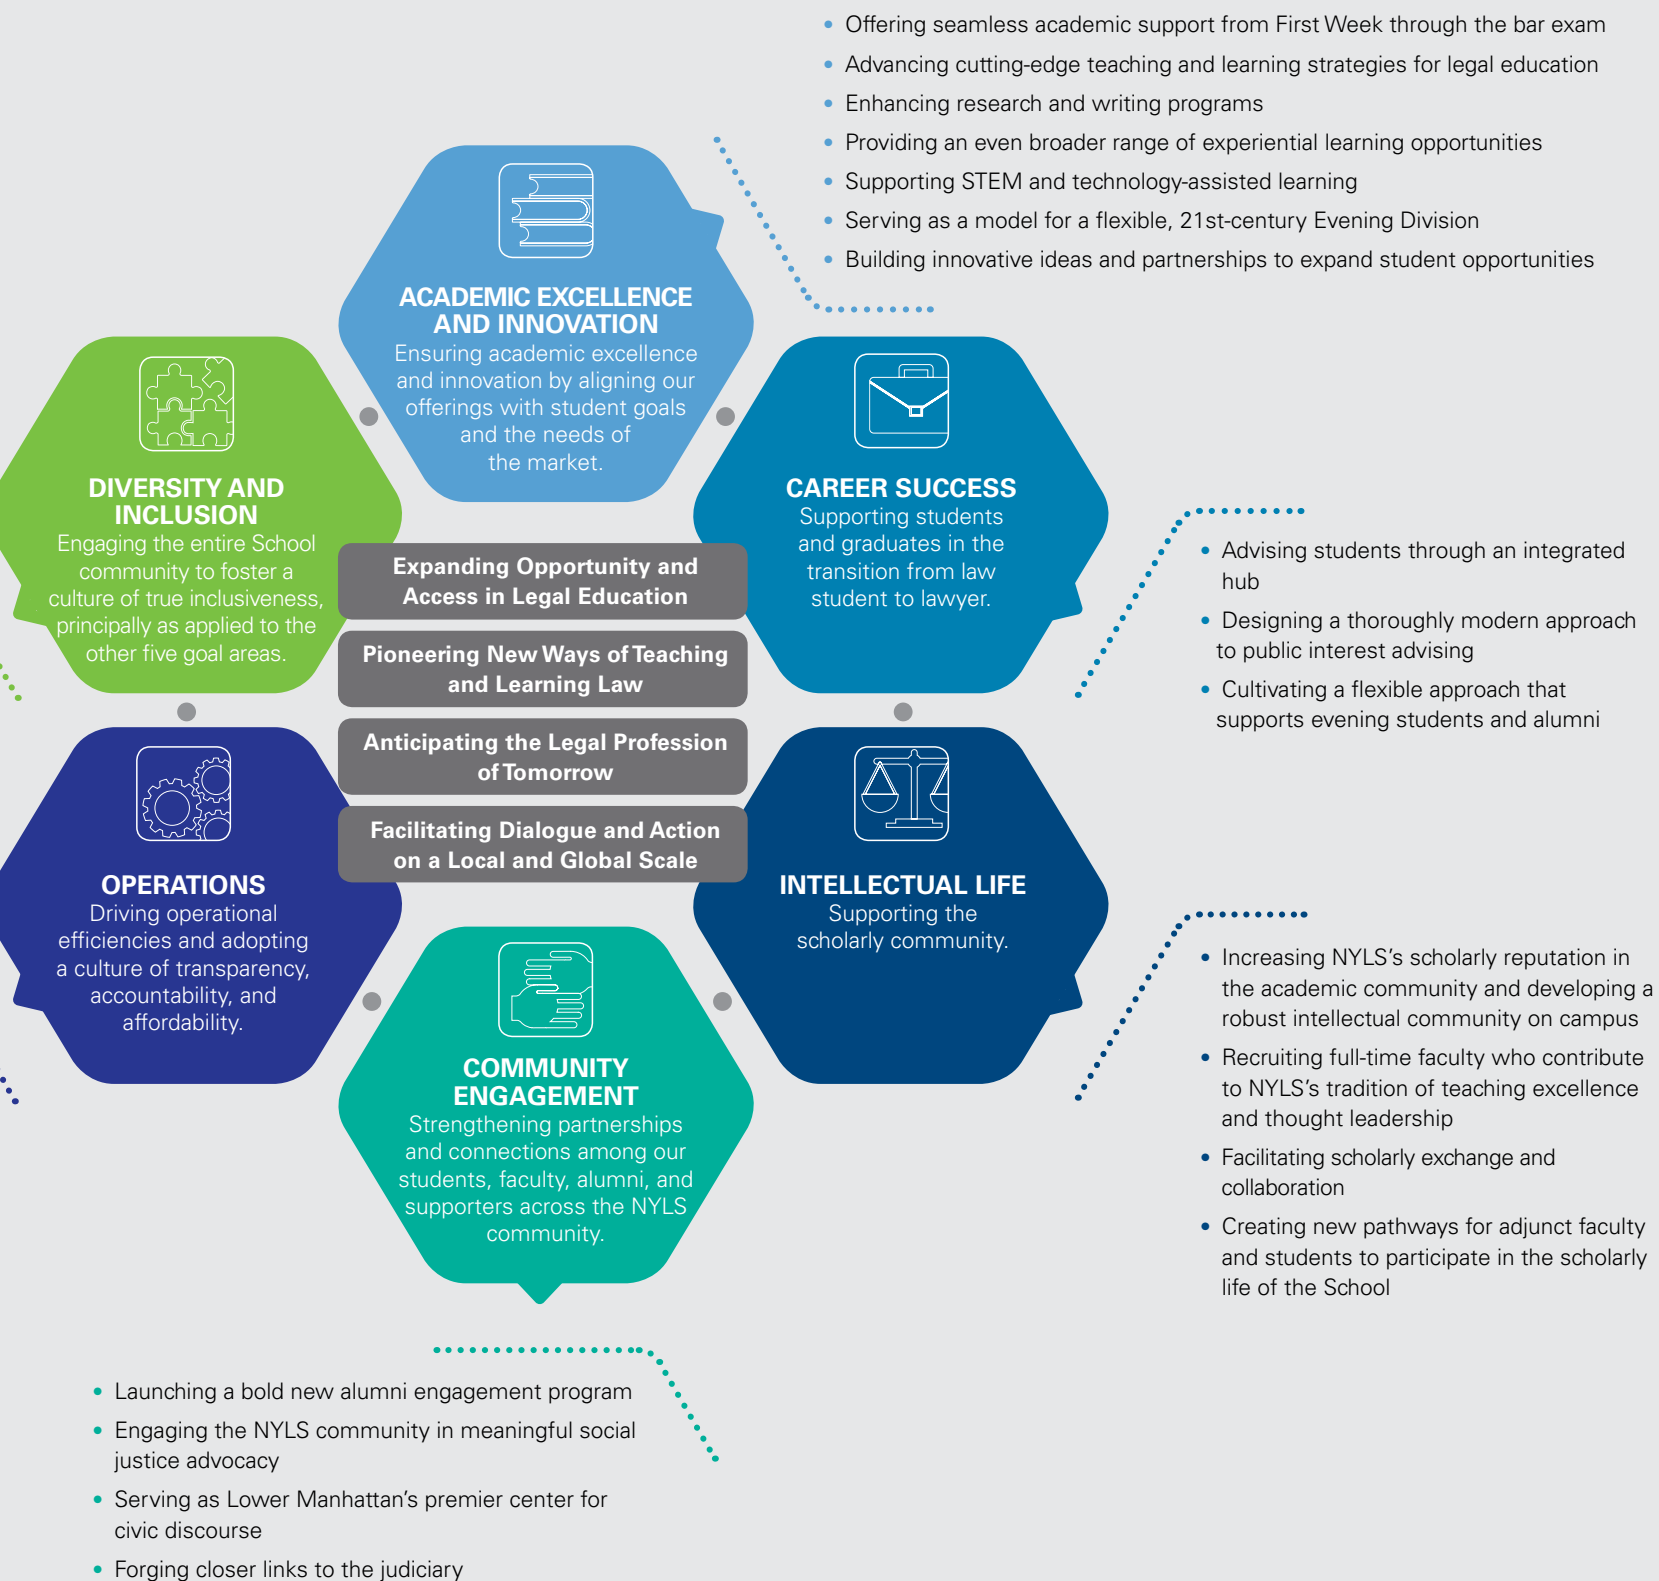 • Offering seamless academic support from First Week through the bar exam
• Advancing cutting-edge teaching and learning strategies for legal education
• Enhancing research and writing programs
• Providing an even broader range of experiential learning opportunities
• Supporting STEM and technology-assisted learning
• Serving as a model for a flexible, 21st-century Evening Division
• Building innovative ideas and partnerships to expand student opportunities
ACADEMIC EXCELLENCE
AND INNOVATION
Ensuring academic excellence
and innovation by aligning our
offerings with student goals
and the needs of
the market.
DIVERSITY AND
INCLUSION
Engaging the entire School
community to foster a
culture of true inclusiveness,
principally as applied to the
other five goal areas.
CAREER SUCCESS
Supporting students
and graduates in the
transition from law
student to lawyer.
• Advising students through an integrated
hub
• Designing a thoroughly modern approach
to public interest advising
• Cultivating a flexible approach that
supports evening students and alumni
Expanding Opportunity and
Access in Legal Education
Pioneering New Ways of Teaching
and Learning Law
Anticipating the Legal Profession
of Tomorrow
Facilitating Dialogue and Action
on a Local and Global Scale
OPERATIONS
Driving operational
efficiencies and adopting
a culture of transparency,
accountability, and
affordability.
INTELLECTUAL LIFE
Supporting the
scholarly community.
• Increasing NYLS's scholarly reputation in
the academic community and developing a
robust intellectual community on campus
• Recruiting full-time faculty who contribute
to NYLS's tradition of teaching excellence
and thought leadership
• Facilitating scholarly exchange and
collaboration
• Creating new pathways for adjunct faculty
and students to participate in the scholarly
life of the School
COMMUNITY
ENGAGEMENT
Strengthening partnerships
and connections among our
students, faculty, alumni, and
supporters across the NYLS
community.
• Launching a bold new alumni engagement program
• Engaging the NYLS community in meaningful social
justice advocacy
• Serving as Lower Manhattan's premier center for
civic discourse
• Forging closer links to the judiciary